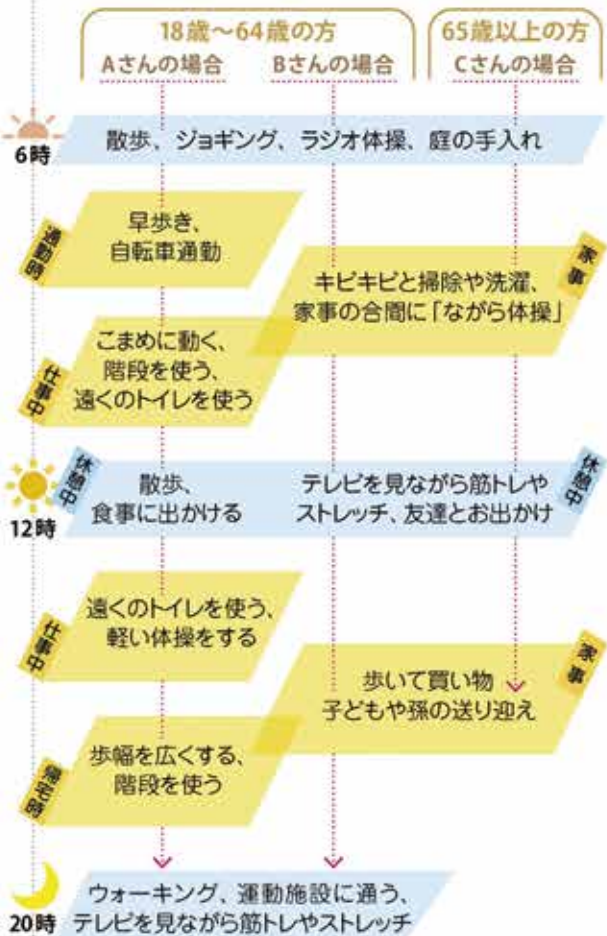 18歳〜64歳の方
65歳以上の方
Aさんの場合
Bさんの場合
Cさんの場合
6時
散歩、ジョギング、ラジオ体操、庭の手入れ
通勤時
早歩き、
自転車通勤
家事
キビキビと掃除や洗濯、
家事の合間に「ながら体操」
仕事中
こまめに動く、
階段を使う、
遠くのトイレを使う
12時
休憩中
散歩、
食事に出かける
テレビを見ながら筋トレや
ストレッチ、友達とお出かけ
休憩中
仕事中
遠くのトイレを使う、
軽い体操をする
家事
歩いて買い物
子どもや孫の送り迎え
帰宅時
歩幅を広くする、
階段を使う
20時
ウォーキング、運動施設に通う、
テレビを見ながら筋トレやストレッチ